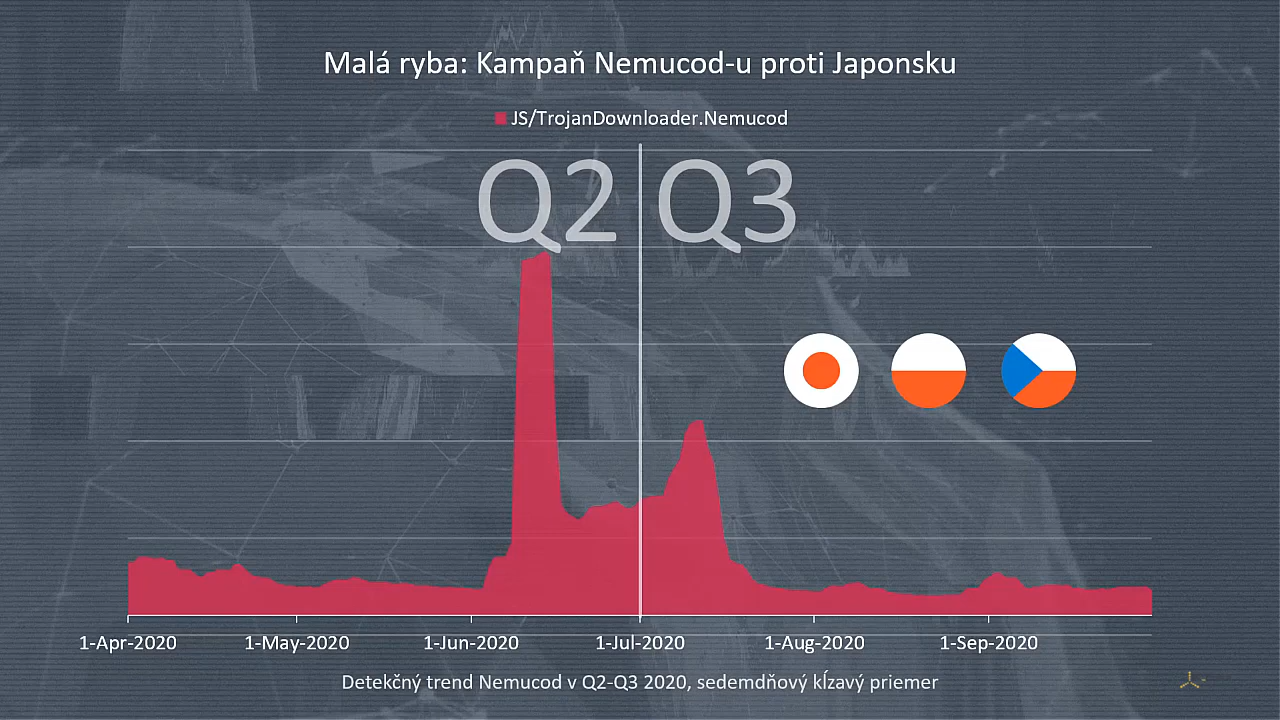 Malá ryba: Kampaň Nemucod-u proti Japonsku
JS/TrojanDownloader.Nemucod
Q2 Q3
1-Apr-2020 1-May-2020 1-Jun-2020 1-Jul-2020 1-Aug-2020 1-Sep-2020
Detekčný trend Nemucod v Q2-Q3 2020, sedemdňový kĺzavý priemer